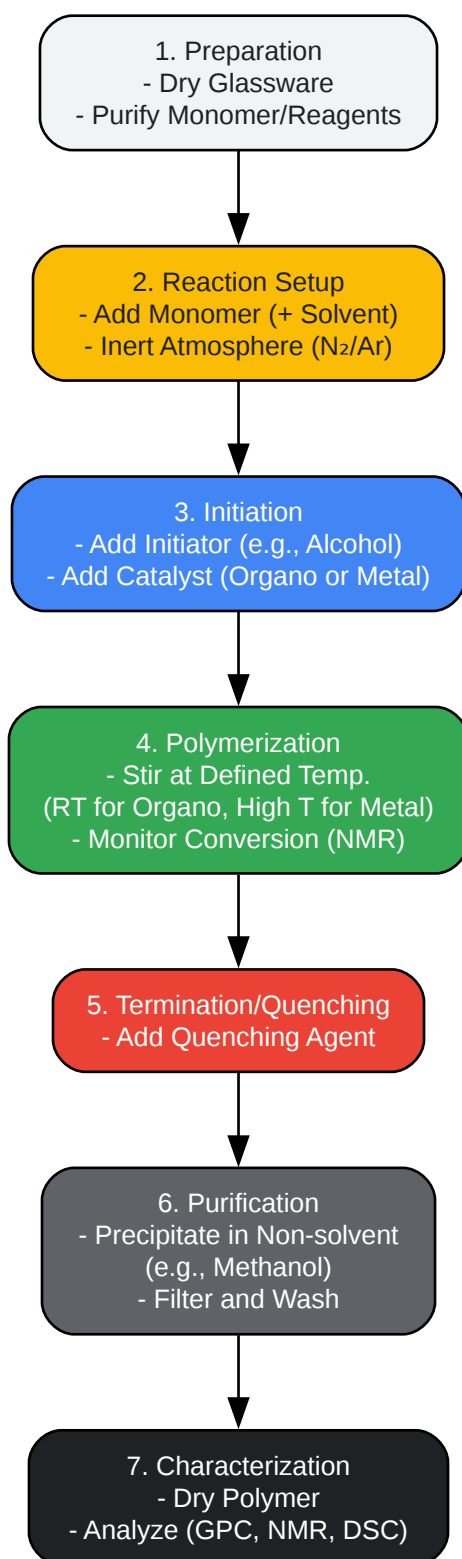 1. Preparation
- Dry Glassware
- Purify Monomer/Reagents
2. Reaction Setup
- Add Monomer (+ Solvent)
- Inert Atmosphere (N₂/Ar)
3. Initiation
- Add Initiator (e.g., Alcohol)
- Add Catalyst (Organo or Metal)
4. Polymerization
- Stir at Defined Temp.
(RT for Organo, High T for Metal)
- Monitor Conversion (NMR)
5. Termination/Quenching
- Add Quenching Agent
6. Purification
- Precipitate in Non-solvent
(e.g., Methanol)
- Filter and Wash
7. Characterization
- Dry Polymer
- Analyze (GPC, NMR, DSC)